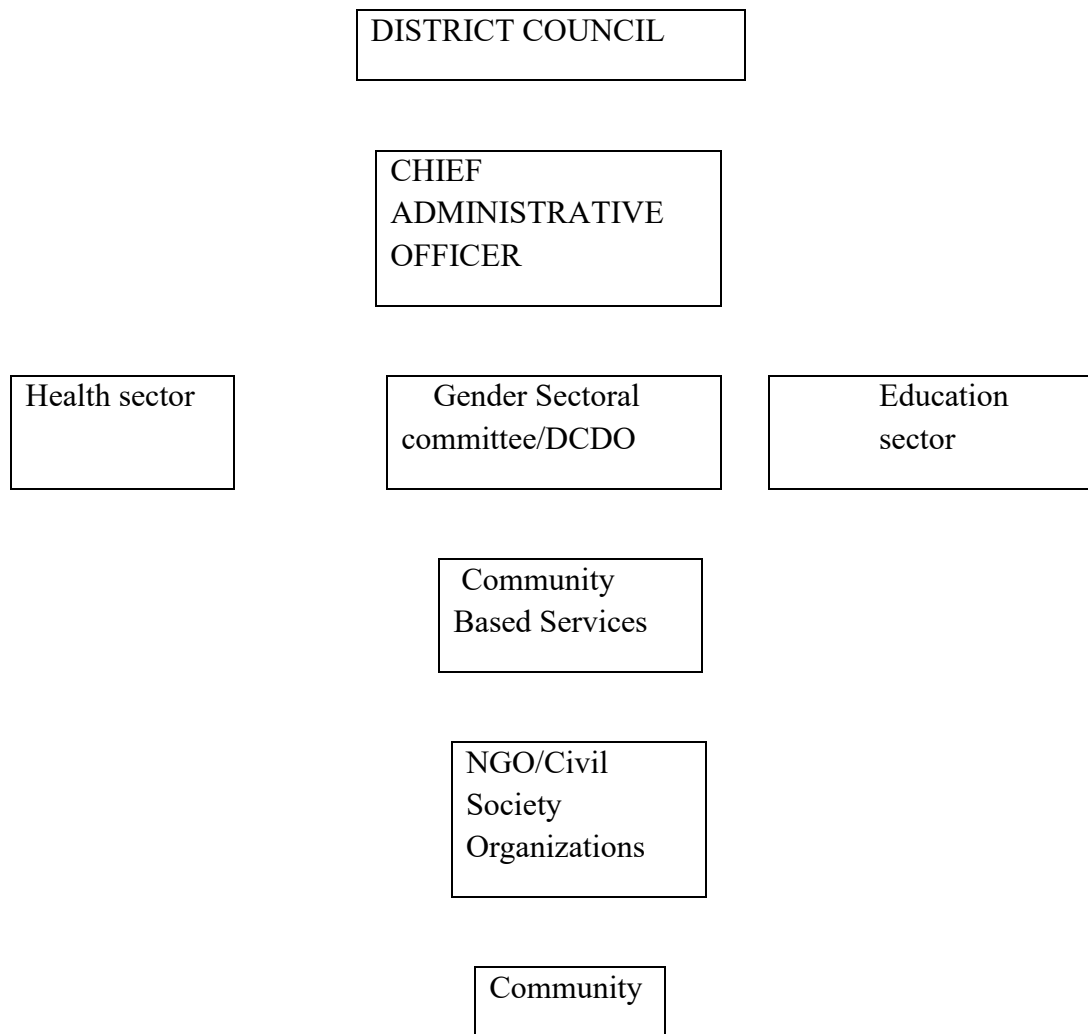 DISTRICT COUNCIL
CHIEF
ADMINISTRATIVE
OFFICER
Health sector
Gender Sectoral
committee/DCDO
Education
sector
Community
Based Services
NGO/Civil
Society
Organizations
Community